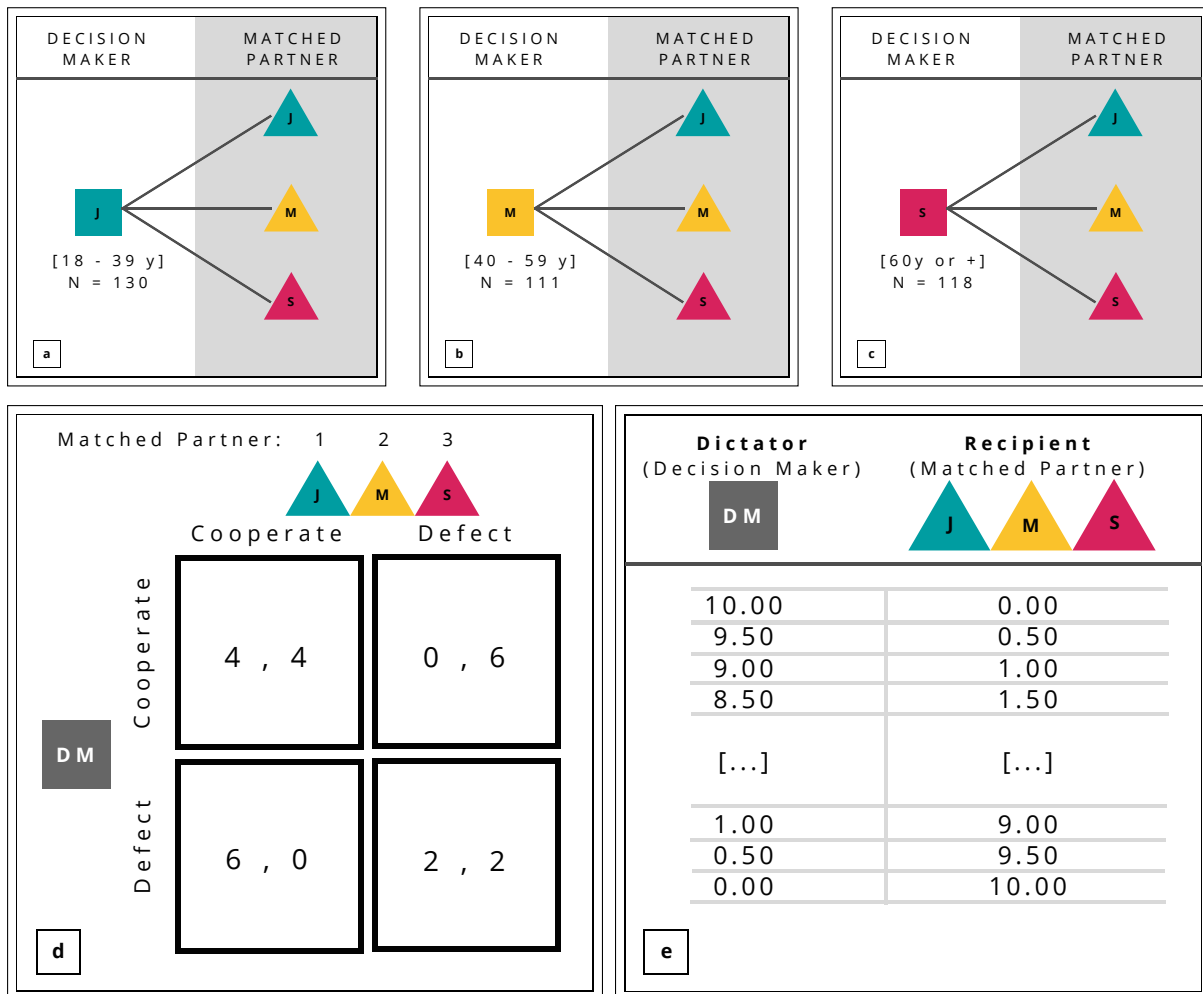 DECISION MAKER
MATCHED PARTNER
J
J
M
S
[18 - 39 y]
N = 130
a
DECISION MAKER
MATCHED PARTNER
M
J
M
S
[40 - 59 y]
N = 111
b
DECISION MAKER
MATCHED PARTNER
S
J
M
S
[60y or +]
N = 118
c
Matched Partner: 1 2 3
J M S
Cooperate Defect
Cooperate
4 , 4 0 , 6
DM
Defect
6 , 0 2 , 2
d
Dictator Recipient
(Decision Maker) (Matched Partner)
DM J M S
10.00 0.00
9.50 0.50
9.00 1.00
8.50 1.50
[...] [...]
1.00 9.00
0.50 9.50
0.00 10.00
e